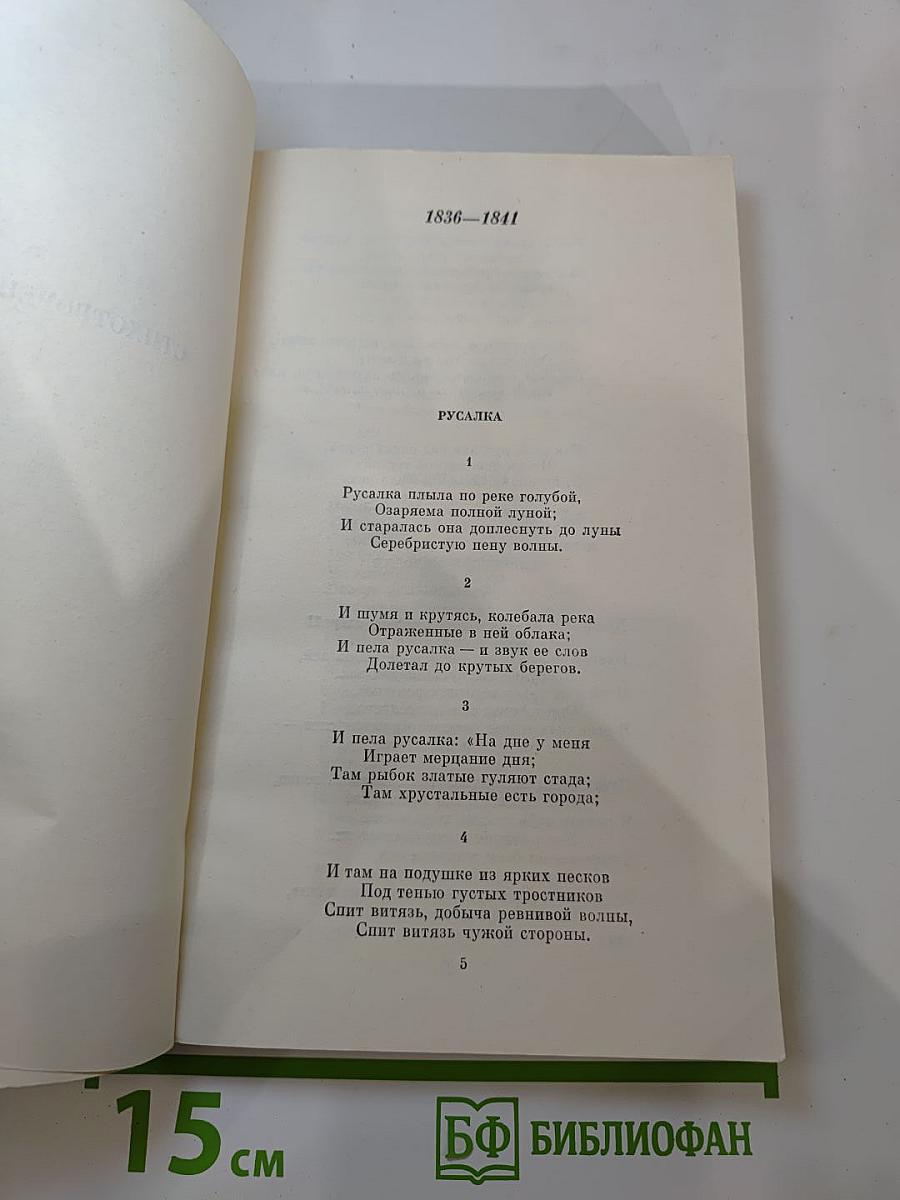 1836—1841
РУСАЛКА
1
Русалка плыла по реке голубой,
Озаряема полной луной;
И старалась она доплеснуть до луны
Серебристую пену волны.
2
И шумя и крутясь, колебала река
Отраженные в ней облака;
И пела русалка — и звук ее слов
Долетал до крутых берегов.
3
И пела русалка: «На дне у меня
Играет мерцание дня;
Там рыбок златые гуляют стада;
Там хрустальные есть города;
4
И там на подушке из ярких песков
Под тенью густых тростников
Спит витязь, добыча ревнивой волны,
Спит витязь чужой стороны.
5
15 см
БФ БИБЛИОФАН